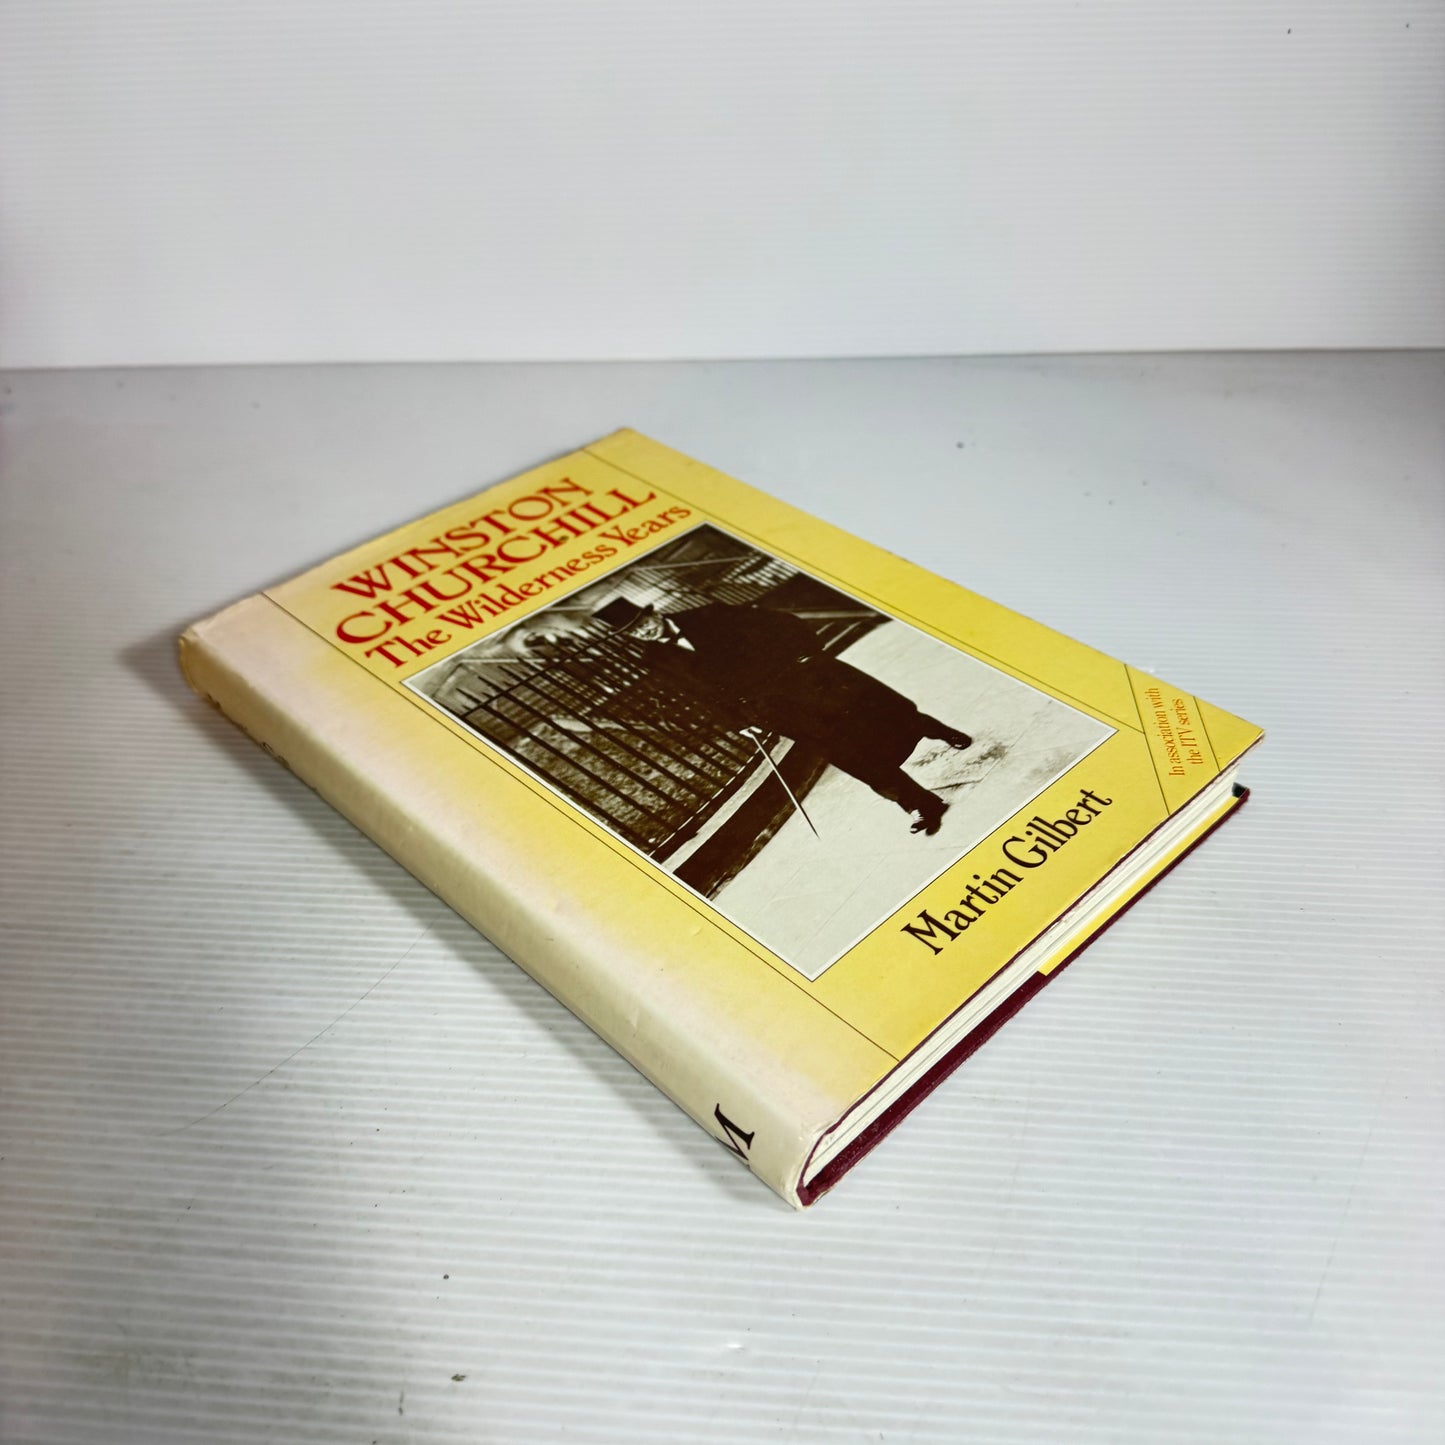 WINSTON
CHURCHILL
The Wilderness Years
In association with
the ITV series
Martin Gilbert
M